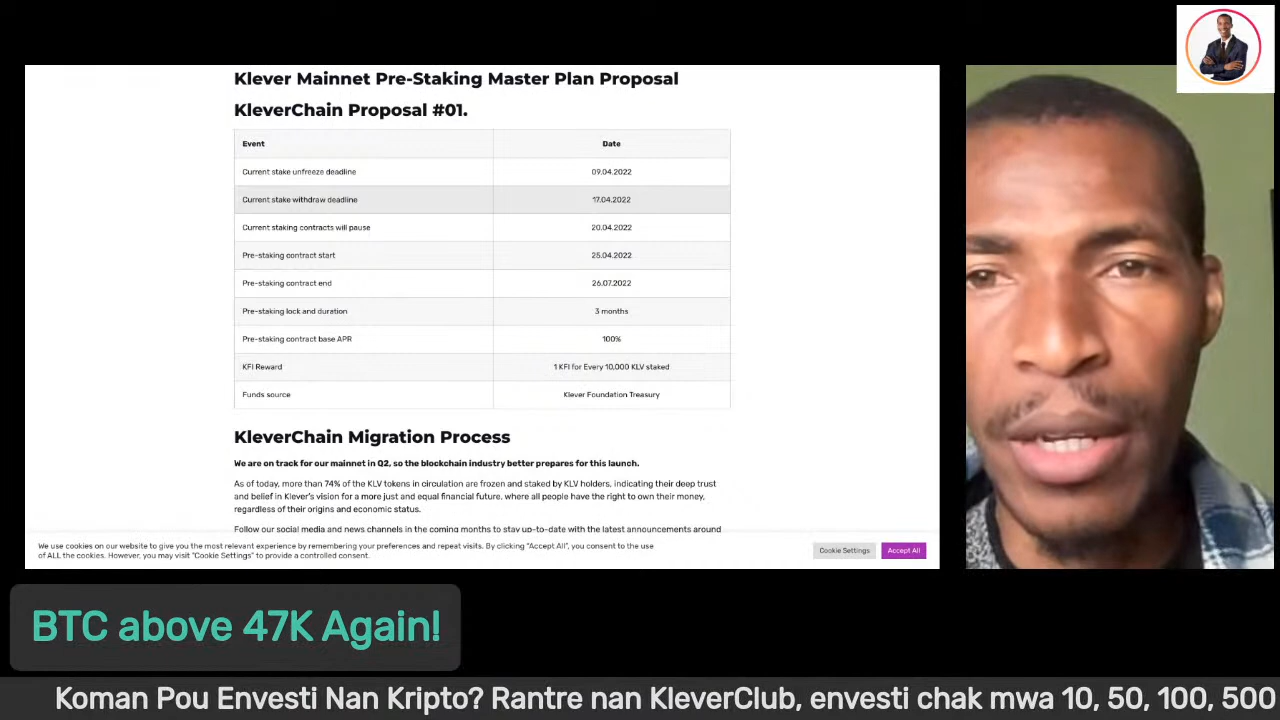 Klever Mainnet Pre-Staking Master Plan Proposal
KleverChain Proposal #01.
Event Date
Current stake unfreeze deadline 09.04.2022
Current stake withdraw deadline 17.04.2022
Current staking contracts will pause 20.04.2022
Pre-staking contract start 25.04.2022
Pre-staking contract end 26.07.2022
Pre-staking lock and duration 3 months
Pre-staking contract base APR 100%
KFI Reward 1 KFI for Every 10,000 KLV staked
Funds source Klever Foundation Treasury
KleverChain Migration Process
We are on track for our mainnet in Q2, so the blockchain industry better prepares for this launch.
As of today, more than 74% of the KLV tokens in circulation are frozen and staked by KLV holders, indicating their deep trust
and belief in Klever's vision for a more just and equal financial future, where all people have the right to own their money,
regardless of their origins and economic status.
Follow our social media and news channels in the coming months to stay up-to-date with the latest announcements around
We use cookies on our website to give you the most relevant experience by remembering your preferences and repeat visits. By clicking "Accept All", you consent to the use
of ALL the cookies. However, you may visit "Cookie Settings" to provide a controlled consent.
Cookie Settings Accept All
BTC above 47K Again!
Koman Pou Envesti Nan Kripto? Rantre nan KleverClub, envesti chak mwa 10, 50, 100, 500